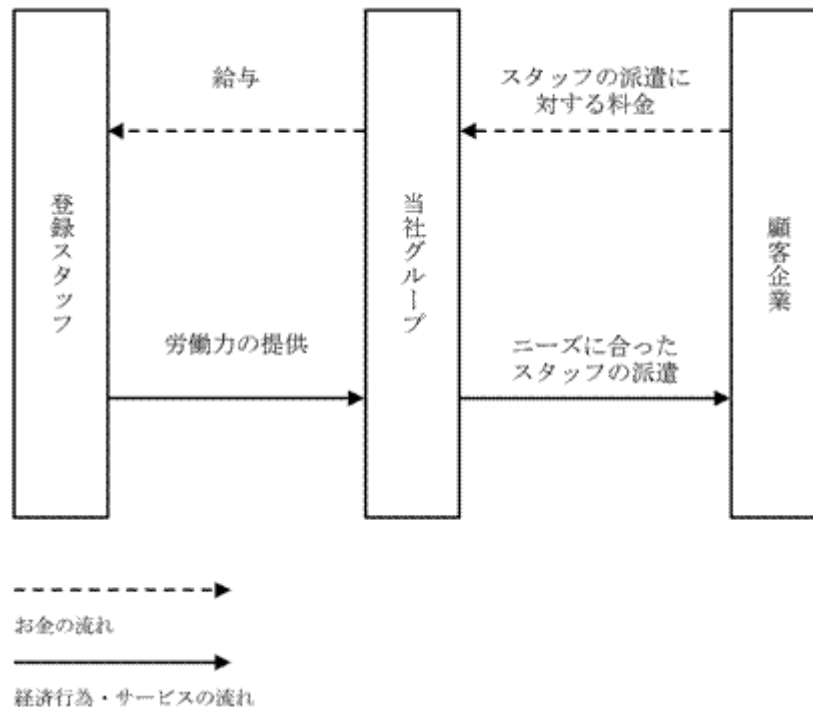 給与
スタッフの派遣に
対する料金
登録スタッフ
当社グループ
顧客企業
労働力の提供
ニーズに合った
スタッフの派遣
お金の流れ
経済行為・サービスの流れ